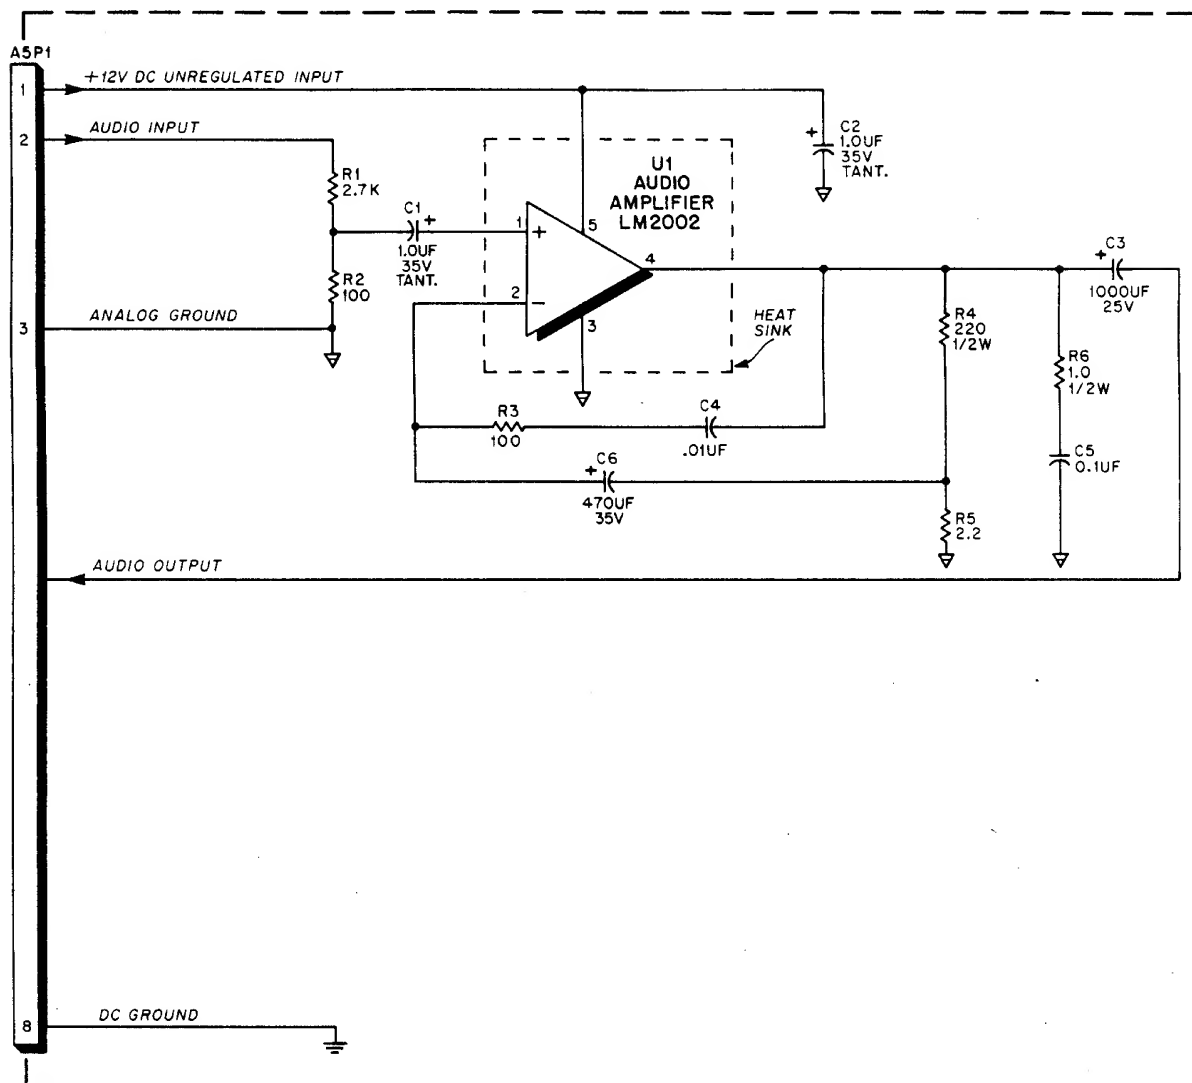 A5P1
1
+12V DC UNREGULATED INPUT
2
AUDIO INPUT
R1
2.7K
C1
+
1.0UF
35V
TANT.
R2
100
3
ANALOG GROUND
U1
AUDIO
AMPLIFIER
LM2002
1
+
2
−
5
4
3
HEAT
SINK
+
C2
1.0UF
35V
TANT.
+
C3
1000UF
25V
R4
220
1/2W
R6
1.0
1/2W
R3
100
C4
.01UF
+
C6
470UF
35V
C5
0.1UF
R5
2.2
AUDIO OUTPUT
8
DC GROUND